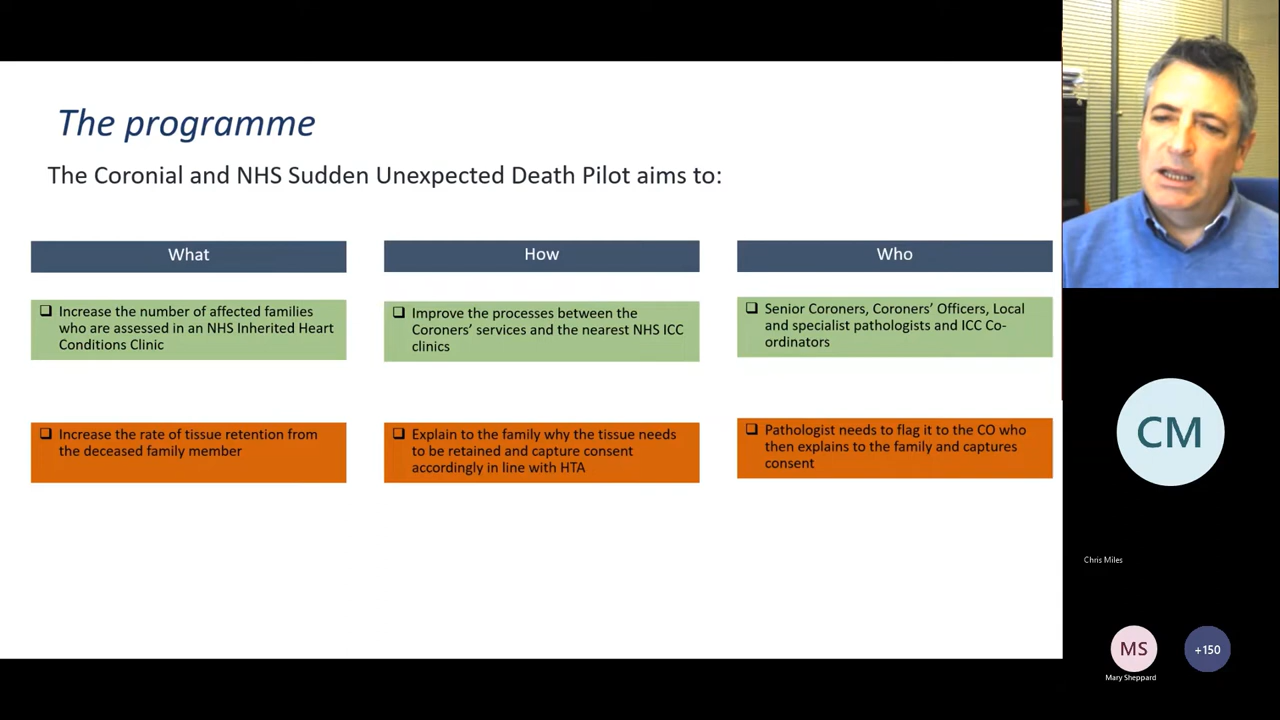 The programme
The Coronial and NHS Sudden Unexpected Death Pilot aims to:
What
How
Who
Increase the number of affected families
who are assessed in an NHS Inherited Heart
Conditions Clinic
Improve the processes between the
Coroners' services and the nearest NHS ICC
clinics
Senior Coroners, Coroners' Officers, Local
and specialist pathologists and ICC Co-
ordinators
Increase the rate of tissue retention from
the deceased family member
Explain to the family why the tissue needs
to be retained and capture consent
accordingly in line with HTA
Pathologist needs to flag it to the CO who
then explains to the family and captures
consent
CM
Chris Miles
MS
+150
Mary Sheppard